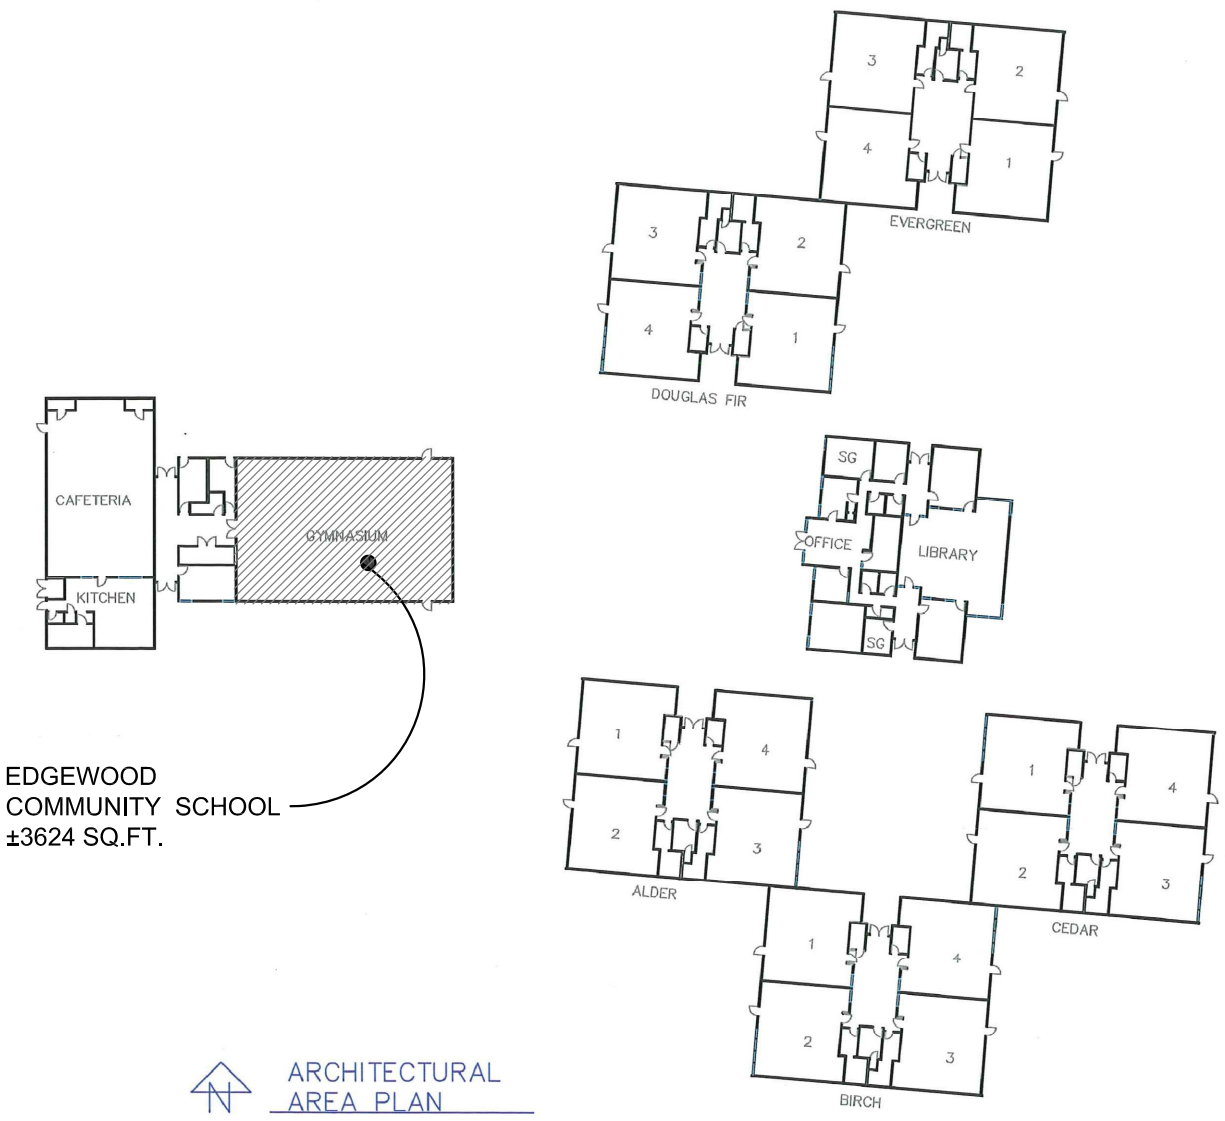 3
2
4
1
EVERGREEN
3
2
4
1
DOUGLAS FIR
CAFETERIA
GYMNASIUM
KITCHEN
SG
OFFICE
LIBRARY
SG
1
4
2
3
ALDER
1
4
2
3
CEDAR
1
4
2
3
BIRCH
EDGEWOOD
COMMUNITY SCHOOL
±3624 SQ.FT.
N
ARCHITECTURAL
AREA PLAN